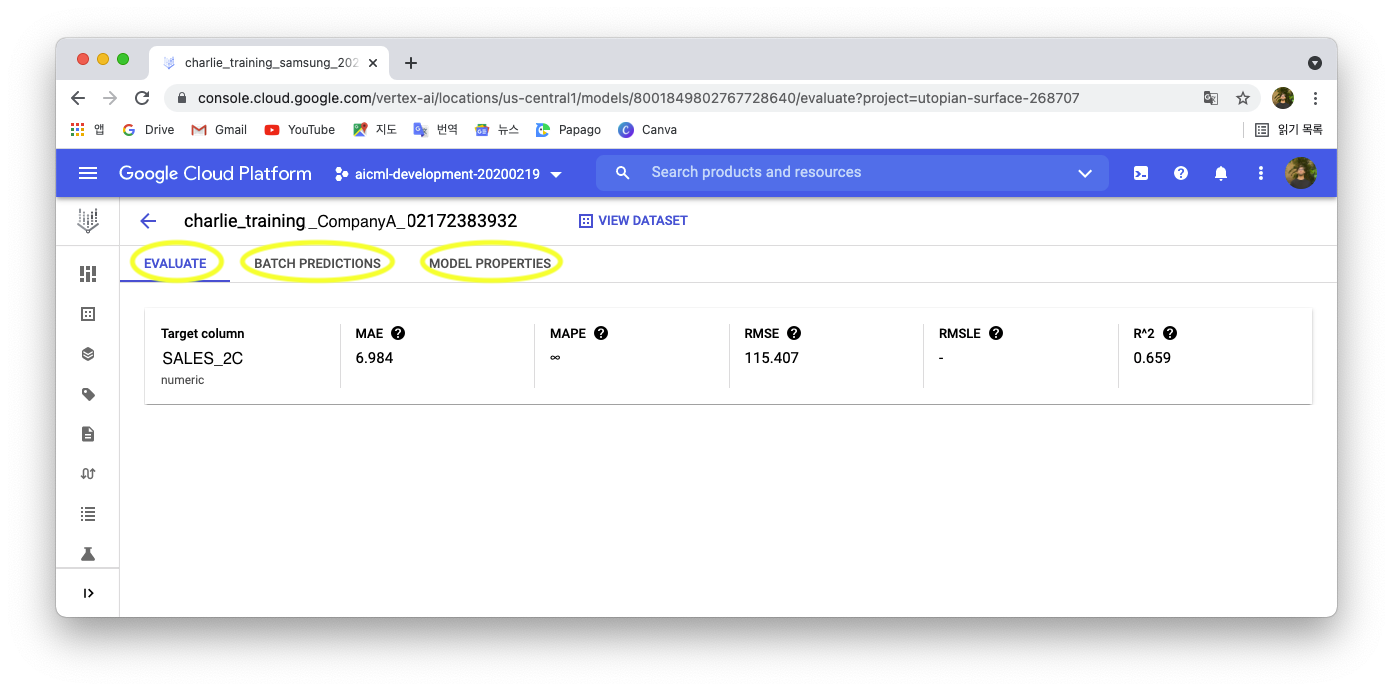 charlie_training_samsung_202
console.cloud.google.com/vertex-ai/locations/us-central1/models/8001849802767728640/evaluate?project=utopian-surface-268707
앱 Drive Gmail YouTube 지도 번역 뉴스 Papago Canva 읽기 목록
Google Cloud Platform aicml-development-20200219 Search products and resources
charlie_training _CompanyA_02172383932 VIEW DATASET
EVALUATE BATCH PREDICTIONS MODEL PROPERTIES
Target column MAE MAPE RMSE RMSLE R^2
SALES_2C 6.984 ∞ 115.407 - 0.659
numeric